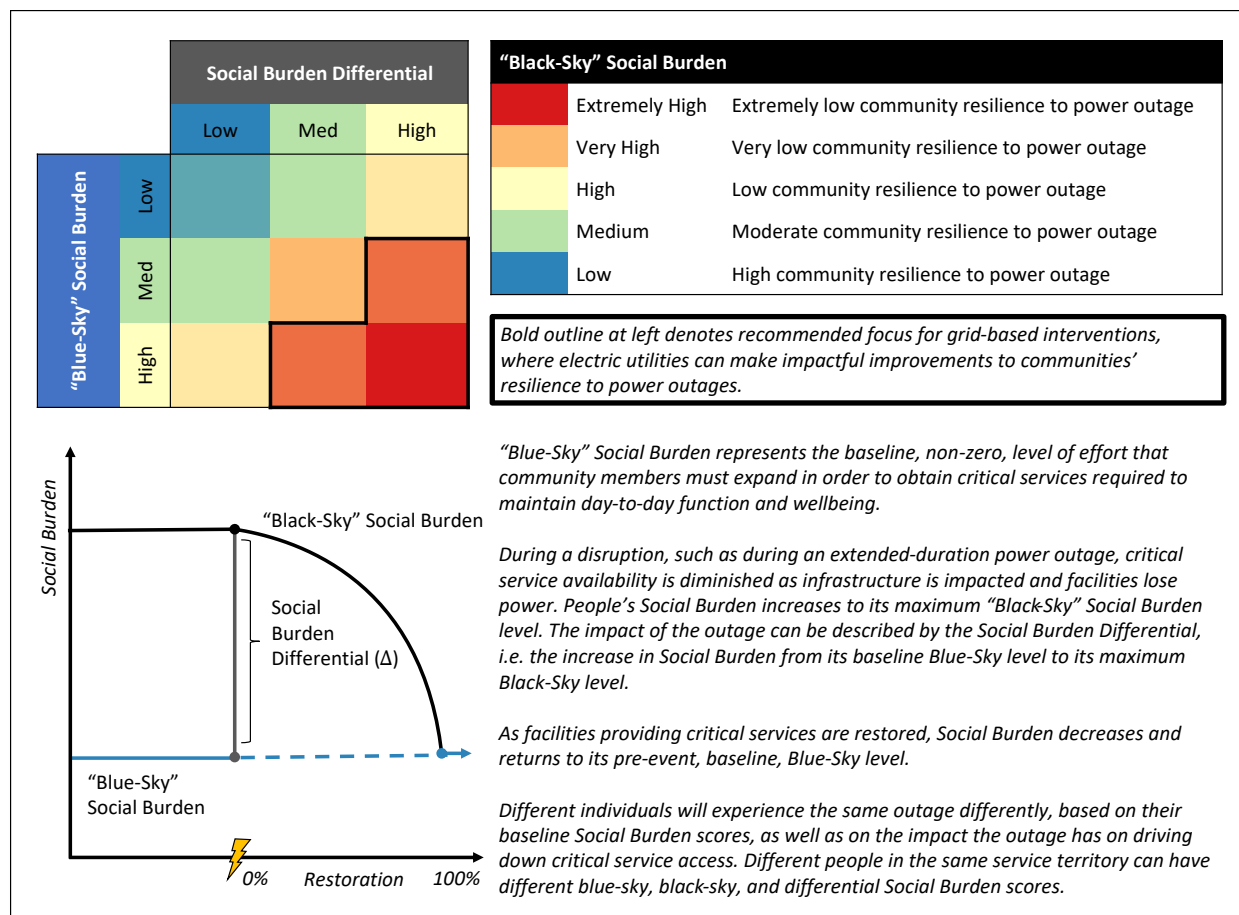 Social Burden Differential
Low
Med
High
“Blue-Sky” Social Burden
Low
Med
High
“Black-Sky” Social Burden
Extremely High
Extremely low community resilience to power outage
Very High
Very low community resilience to power outage
High
Low community resilience to power outage
Medium
Moderate community resilience to power outage
Low
High community resilience to power outage
Bold outline at left denotes recommended focus for grid-based interventions,
where electric utilities can make impactful improvements to communities’
resilience to power outages.
Social Burden
“Black-Sky” Social Burden
Social
Burden
Differential (Δ)
“Blue-Sky”
Social Burden
0%
Restoration
100%
“Blue-Sky” Social Burden represents the baseline, non-zero, level of effort that
community members must expand in order to obtain critical services required to
maintain day-to-day function and wellbeing.
During a disruption, such as during an extended-duration power outage, critical
service availability is diminished as infrastructure is impacted and facilities lose
power. People’s Social Burden increases to its maximum “Black-Sky” Social Burden
level. The impact of the outage can be described by the Social Burden Differential,
i.e. the increase in Social Burden from its baseline Blue-Sky level to its maximum
Black-Sky level.
As facilities providing critical services are restored, Social Burden decreases and
returns to its pre-event, baseline, Blue-Sky level.
Different individuals will experience the same outage differently, based on their
baseline Social Burden scores, as well as on the impact the outage has on driving
down critical service access. Different people in the same service territory can have
different blue-sky, black-sky, and differential Social Burden scores.